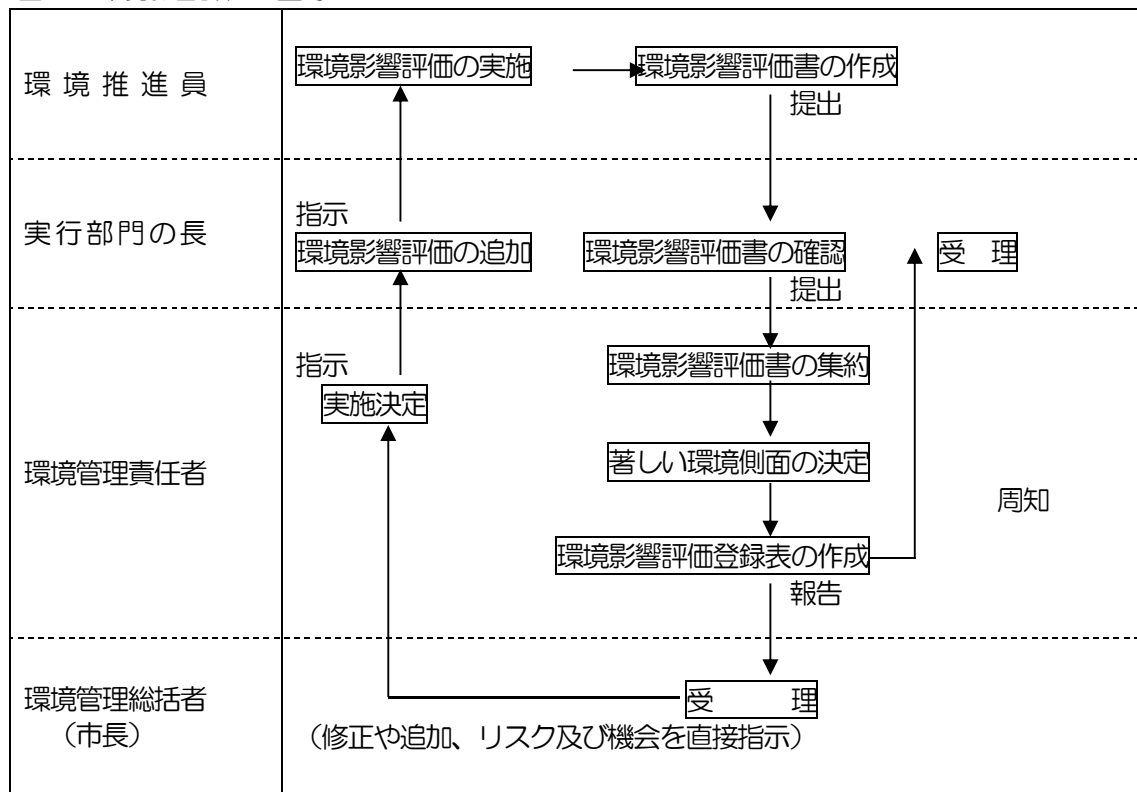 環境推進員
環境影響評価の実施
環境影響評価書の作成
提出
実行部門の長
指示
環境影響評価の追加
環境影響評価書の確認
受　理
提出
環境管理責任者
指示
実施決定
環境影響評価書の集約
著しい環境側面の決定
周知
環境影響評価登録表の作成
報告
環境管理総括者
（市長）
受　　理
（修正や追加、リスク及び機会を直接指示）